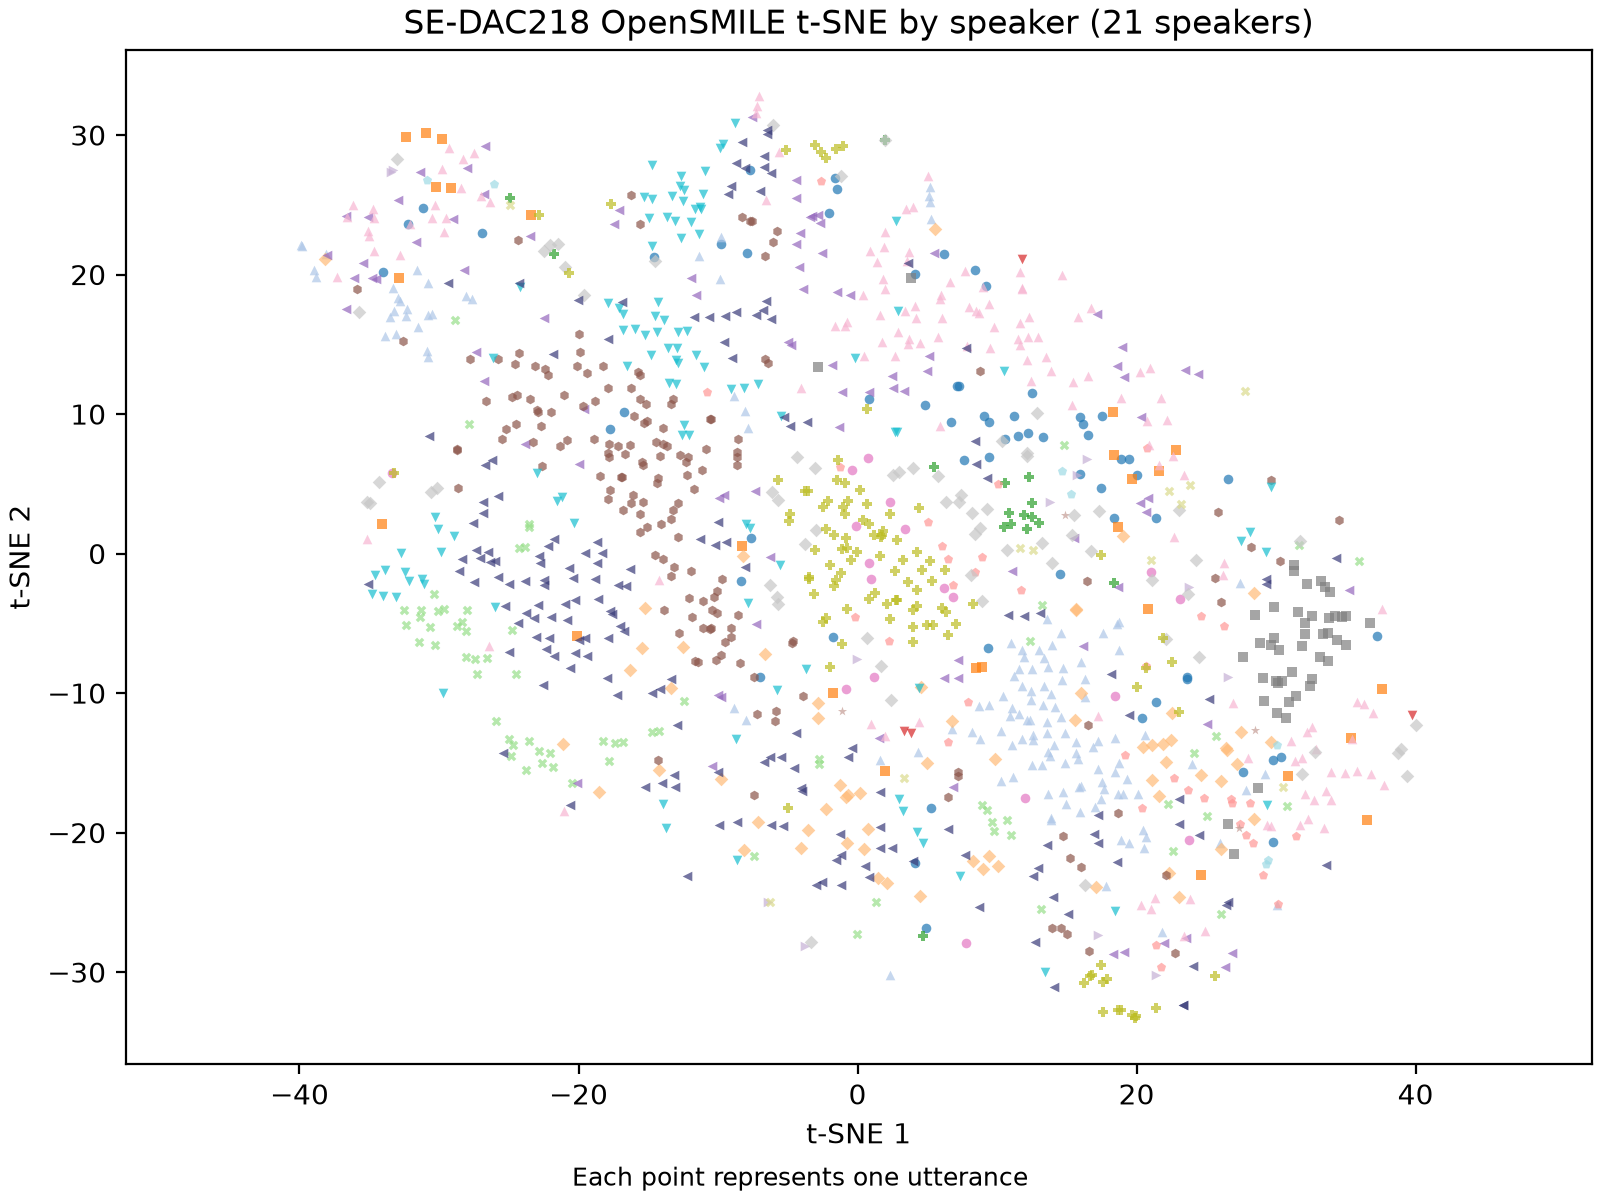 SE-DAC218 OpenSMILE t-SNE by speaker (21 speakers)
30
20
10
0
−10
−20
−30
t-SNE 2
−40 −20 0 20 40
t-SNE 1
Each point represents one utterance